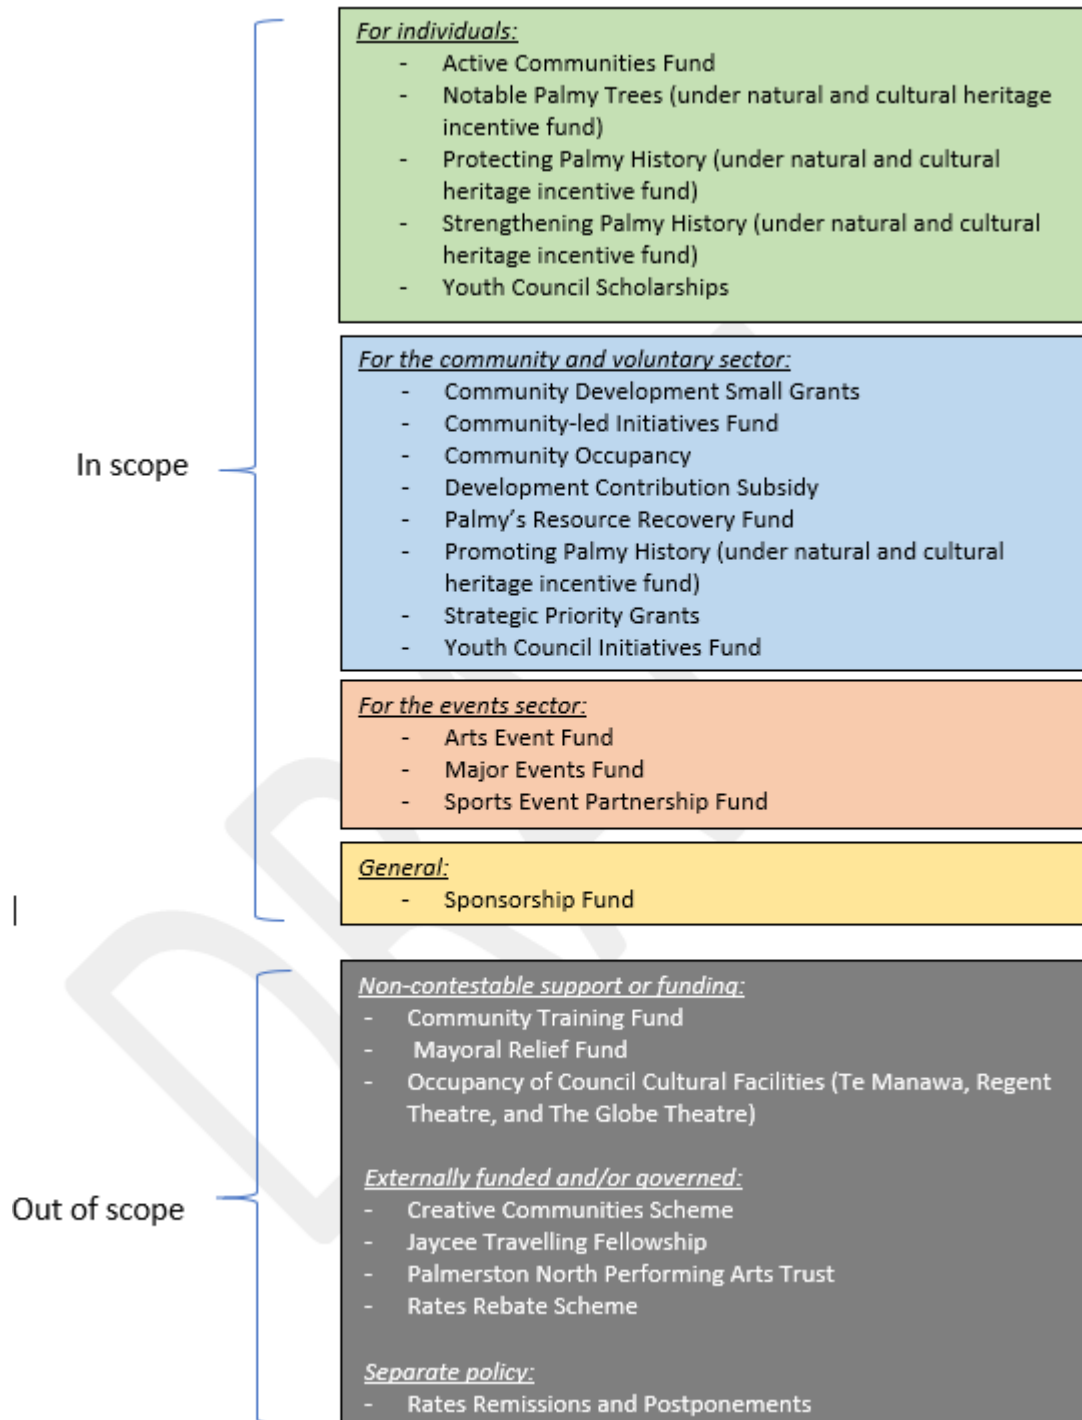 For individuals:
- Active Communities Fund
- Notable Palmy Trees (under natural and cultural heritage
incentive fund)
- Protecting Palmy History (under natural and cultural
heritage incentive fund)
- Strengthening Palmy History (under natural and cultural
heritage incentive fund)
- Youth Council Scholarships
In scope
For the community and voluntary sector:
- Community Development Small Grants
- Community-led Initiatives Fund
- Community Occupancy
- Development Contribution Subsidy
- Palmy’s Resource Recovery Fund
- Promoting Palmy History (under natural and cultural
heritage incentive fund)
- Strategic Priority Grants
- Youth Council Initiatives Fund
For the events sector:
- Arts Event Fund
- Major Events Fund
- Sports Event Partnership Fund
General:
- Sponsorship Fund
Out of scope
Non-contestable support or funding:
- Community Training Fund
- Mayoral Relief Fund
- Occupancy of Council Cultural Facilities (Te Manawa, Regent
Theatre, and The Globe Theatre)
Externally funded and/or governed:
- Creative Communities Scheme
- Jaycee Travelling Fellowship
- Palmerston North Performing Arts Trust
- Rates Rebate Scheme
Separate policy:
- Rates Remissions and Postponements